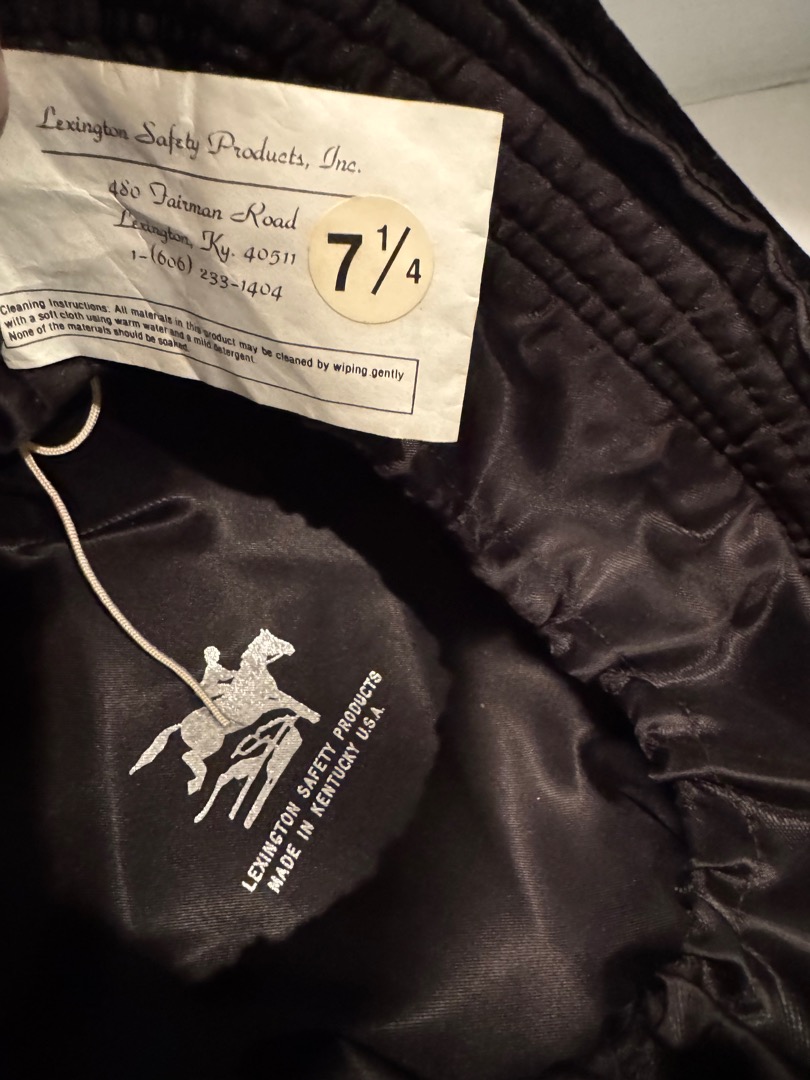 Lexington Safety Products, Inc.
480 Fairman Road
Lexington, Ky. 40511
1-(606) 233-1404
7 1/4
Cleaning Instructions: All materials in this product may be cleaned by wiping gently
with a soft cloth using warm water and a mild detergent
None of the materials should be soaked.
LEXINGTON SAFETY PRODUCTS
MADE IN KENTUCKY U.S.A.